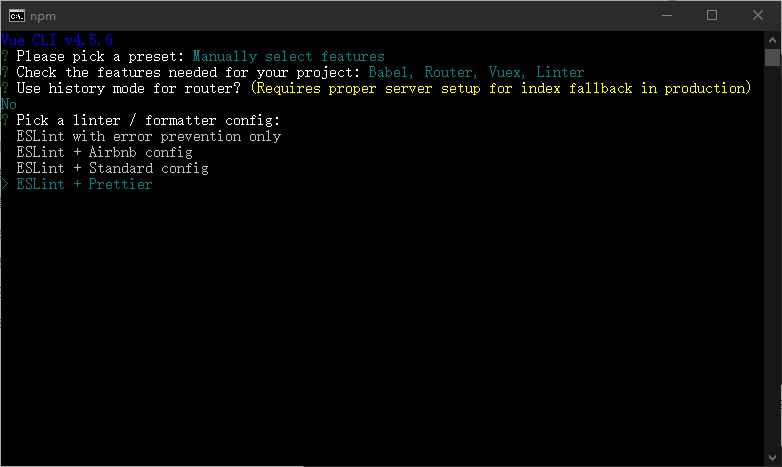 npm
Vue CLI v4.5.6
? Please pick a preset: Manually select features
? Check the features needed for your project: Babel, Router, Vuex, Linter
? Use history mode for router? (Requires proper server setup for index fallback in production)
No
? Pick a linter / formatter config:
ESLint with error prevention only
ESLint + Airbnb config
ESLint + Standard config
> ESLint + Prettier